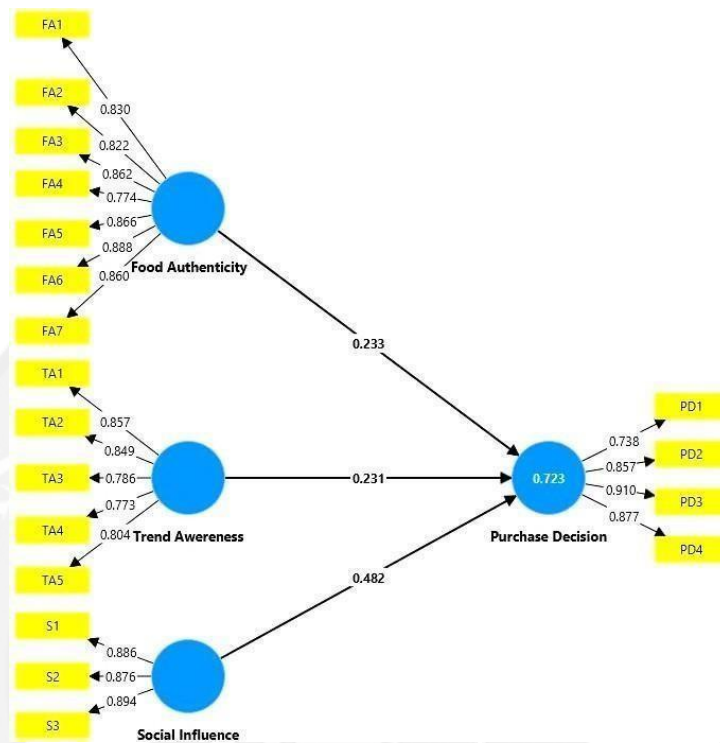 FA1
0.830
FA2
0.822
FA3
0.862
FA4
0.774
FA5
0.866
FA6
0.888
FA7
0.860
Food Authenticity
0.233
TA1
0.857
TA2
0.849
TA3
0.786
TA4
0.773
TA5
0.804
Trend Awereness
0.231
S1
0.886
S2
0.876
S3
0.894
Social Influence
0.482
0.723
Purchase Decision
PD1
0.738
PD2
0.857
PD3
0.910
PD4
0.877